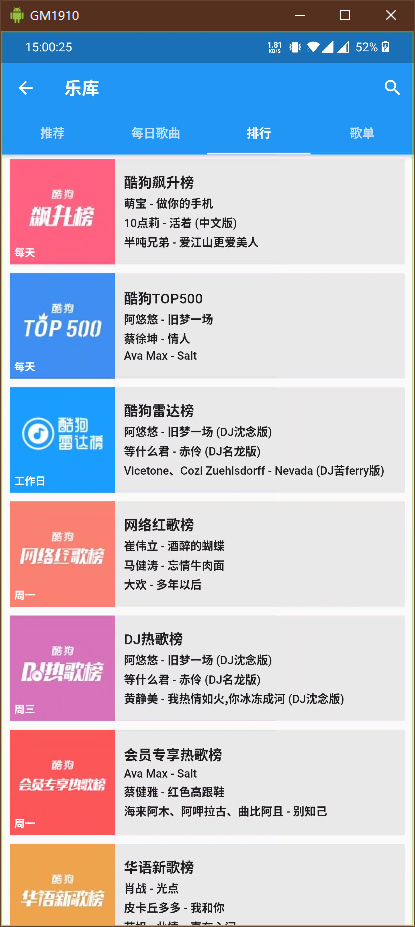 GM1910
15:00:25
1.81
KB/S
52%
乐库
推荐
每日歌曲
排行
歌单
酷狗
飙升榜
每天
酷狗飙升榜
萌宝 - 做你的手机
10点莉 - 活着 (中文版)
半吨兄弟 - 爱江山更爱美人
酷狗
TOP 500
每天
酷狗TOP500
阿悠悠 - 旧梦一场
蔡徐坤 - 情人
Ava Max - Salt
酷狗
雷达榜
工作日
酷狗雷达榜
阿悠悠 - 旧梦一场 (DJ沈念版)
等什么君 - 赤伶 (DJ名龙版)
Vicetone、Cozi Zuehlsdorff - Nevada (DJ苦ferry版)
酷狗
网络红歌榜
周一
网络红歌榜
崔伟立 - 酒醉的蝴蝶
马健涛 - 忘情牛肉面
大欢 - 多年以后
酷狗
DJ热歌榜
周三
DJ热歌榜
阿悠悠 - 旧梦一场 (DJ沈念版)
等什么君 - 赤伶 (DJ名龙版)
黄静美 - 我热情如火,你冰冻成河 (DJ沈念版)
酷狗
会员专享热歌榜
周一
会员专享热歌榜
Ava Max - Salt
蔡健雅 - 红色高跟鞋
海来阿木、阿呷拉古、曲比阿且 - 别知己
酷狗
华语新歌榜
华语新歌榜
肖战 - 光点
皮卡丘多多 - 我和你